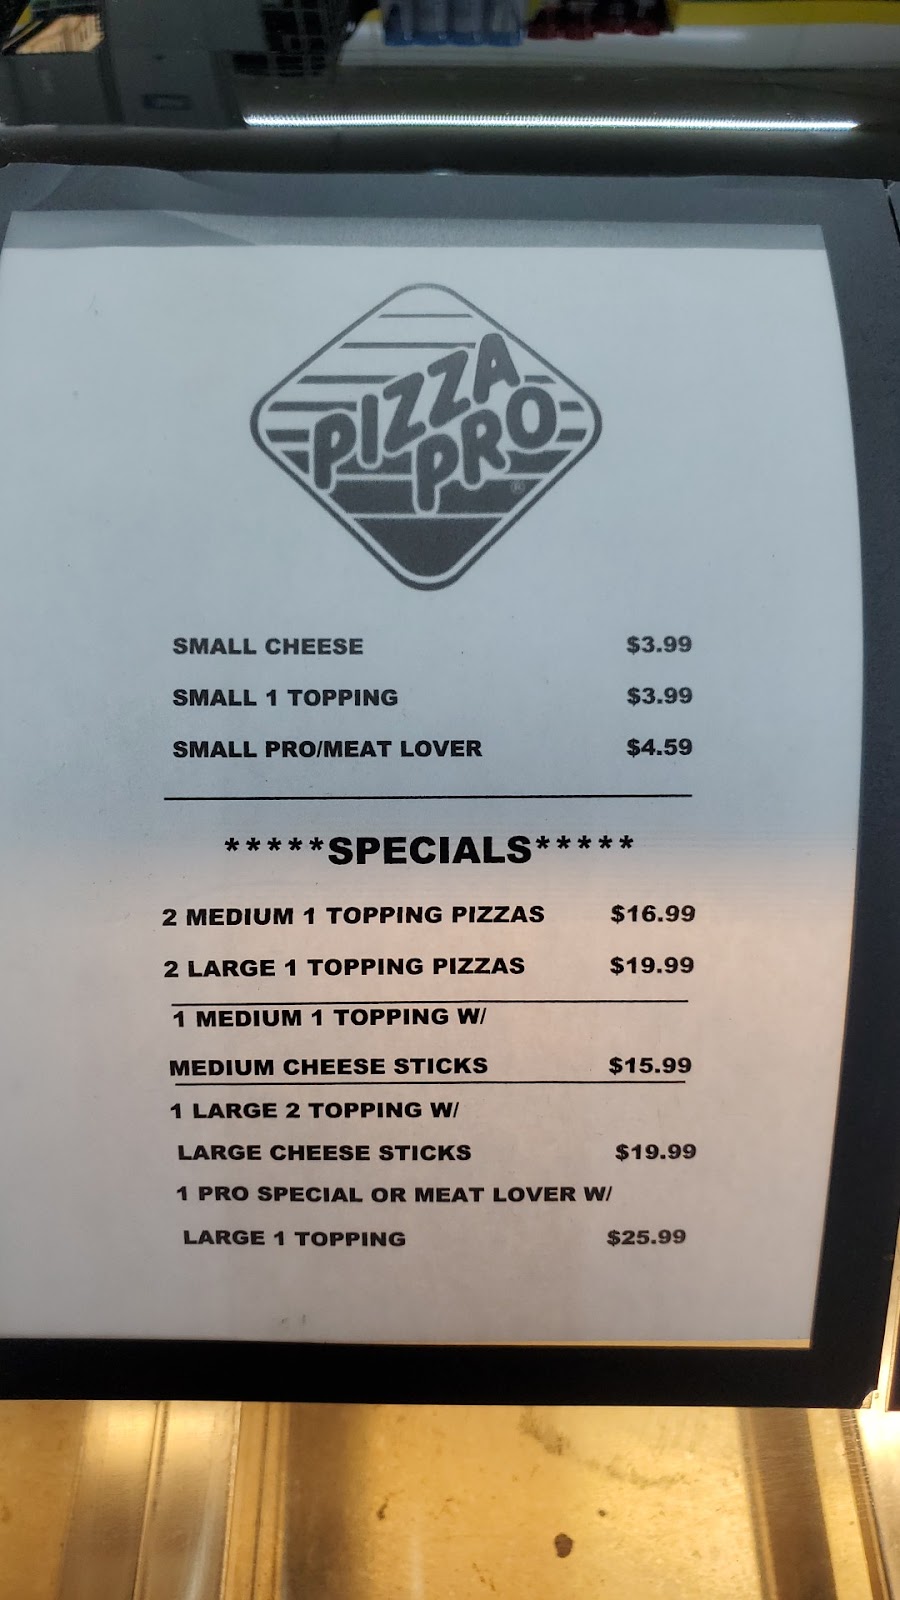 PIZZA
PRO
®
SMALL CHEESE $3.99
SMALL 1 TOPPING $3.99
SMALL PRO/MEAT LOVER $4.59
*****SPECIALS*****
2 MEDIUM 1 TOPPING PIZZAS $16.99
2 LARGE 1 TOPPING PIZZAS $19.99
1 MEDIUM 1 TOPPING W/
MEDIUM CHEESE STICKS $15.99
1 LARGE 2 TOPPING W/
LARGE CHEESE STICKS $19.99
1 PRO SPECIAL OR MEAT LOVER W/
LARGE 1 TOPPING $25.99